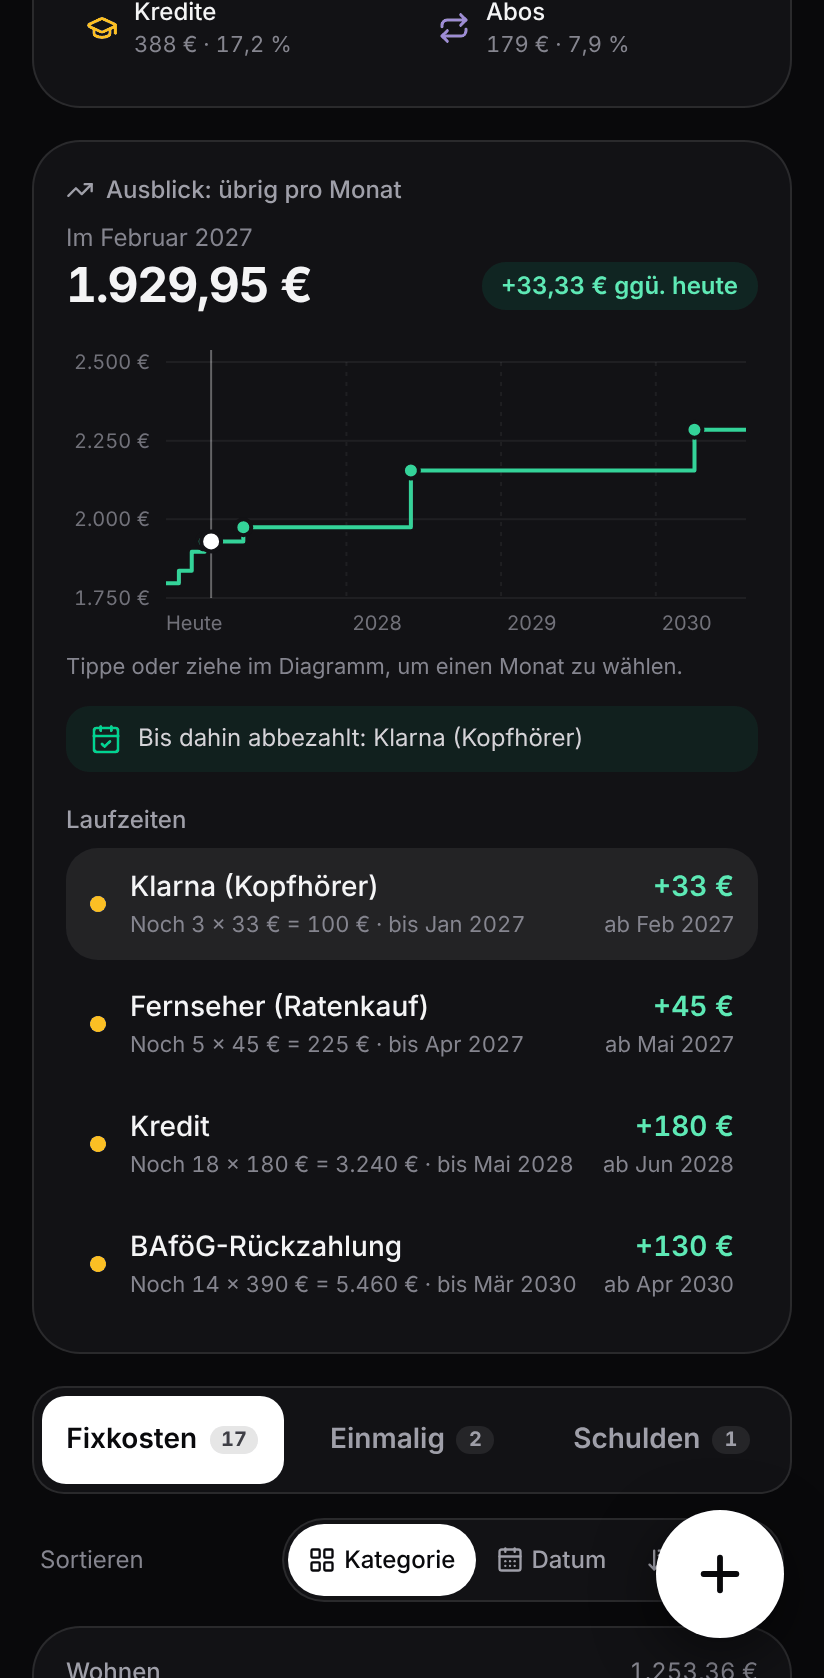 Kredite
388 € · 17,2 %
Abos
179 € · 7,9 %
Ausblick: übrig pro Monat
Im Februar 2027
1.929,95 €
+33,33 € ggü. heute
2.500 €
2.250 €
2.000 €
1.750 €
Heute 2028 2029 2030
Tippe oder ziehe im Diagramm, um einen Monat zu wählen.
Bis dahin abbezahlt: Klarna (Kopfhörer)
Laufzeiten
Klarna (Kopfhörer) +33 €
Noch 3 × 33 € = 100 € · bis Jan 2027 ab Feb 2027
Fernseher (Ratenkauf) +45 €
Noch 5 × 45 € = 225 € · bis Apr 2027 ab Mai 2027
Kredit +180 €
Noch 18 × 180 € = 3.240 € · bis Mai 2028 ab Jun 2028
BAföG-Rückzahlung +130 €
Noch 14 × 390 € = 5.460 € · bis Mär 2030 ab Apr 2030
Fixkosten 17 Einmalig 2 Schulden 1
Sortieren Kategorie Datum
Wohnen 1.253,36 €